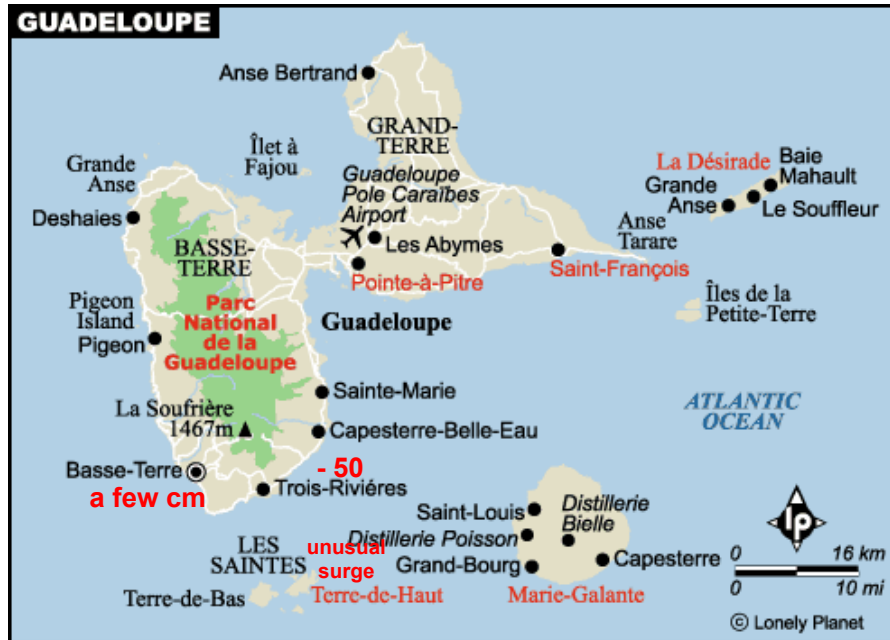 GUADELOUPE
Anse Bertrand
GRAND-
TERRE
Îlet à
Fajou
Grande
Anse
Deshaies
Guadeloupe
Pole Caraïbes
Airport
Les Abymes
Pointe-à-Pitre
La Désirade
Baie
Mahault
Grande
Anse
Le Souffleur
Anse
Tarare
Saint-François
BASSE-
TERRE
Parc
National
de la
Guadeloupe
Pigeon
Island
Pigeon
Guadeloupe
Îles de la
Petite-Terre
Sainte-Marie
La Soufrière
1467m
Capesterre-Belle-Eau
ATLANTIC
OCEAN
Basse-Terre
a few cm
- 50
Trois-Riviéres
Saint-Louis
Distillerie
Bielle
Distillerie Poisson
Grand-Bourg
Capesterre
Marie-Galante
LES
SAINTES
unusual
surge
Terre-de-Bas
Terre-de-Haut
lp
0 16 km
0 10 mi
© Lonely Planet